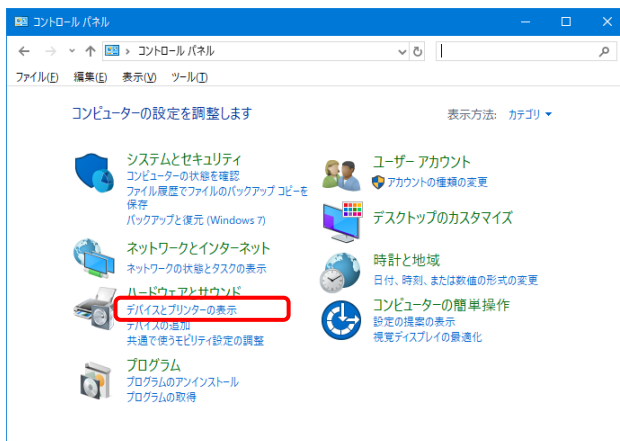 コントロール パネル
コントロール パネル
ファイル(F) 編集(E) 表示(V) ツール(T)
コンピューターの設定を調整します
表示方法: カテゴリ
システムとセキュリティ
コンピューターの状態を確認
ファイル履歴でファイルのバックアップ コピーを
保存
バックアップと復元 (Windows 7)
ネットワークとインターネット
ネットワークの状態とタスクの表示
ハードウェアとサウンド
デバイスとプリンターの表示
デバイスの追加
共通で使うモビリティ設定の調整
プログラム
プログラムのアンインストール
プログラムの取得
ユーザー アカウント
アカウントの種類の変更
デスクトップのカスタマイズ
時計と地域
日付、時刻、または数値の形式の変更
コンピューターの簡単操作
設定の提案の表示
視覚ディスプレイの最適化